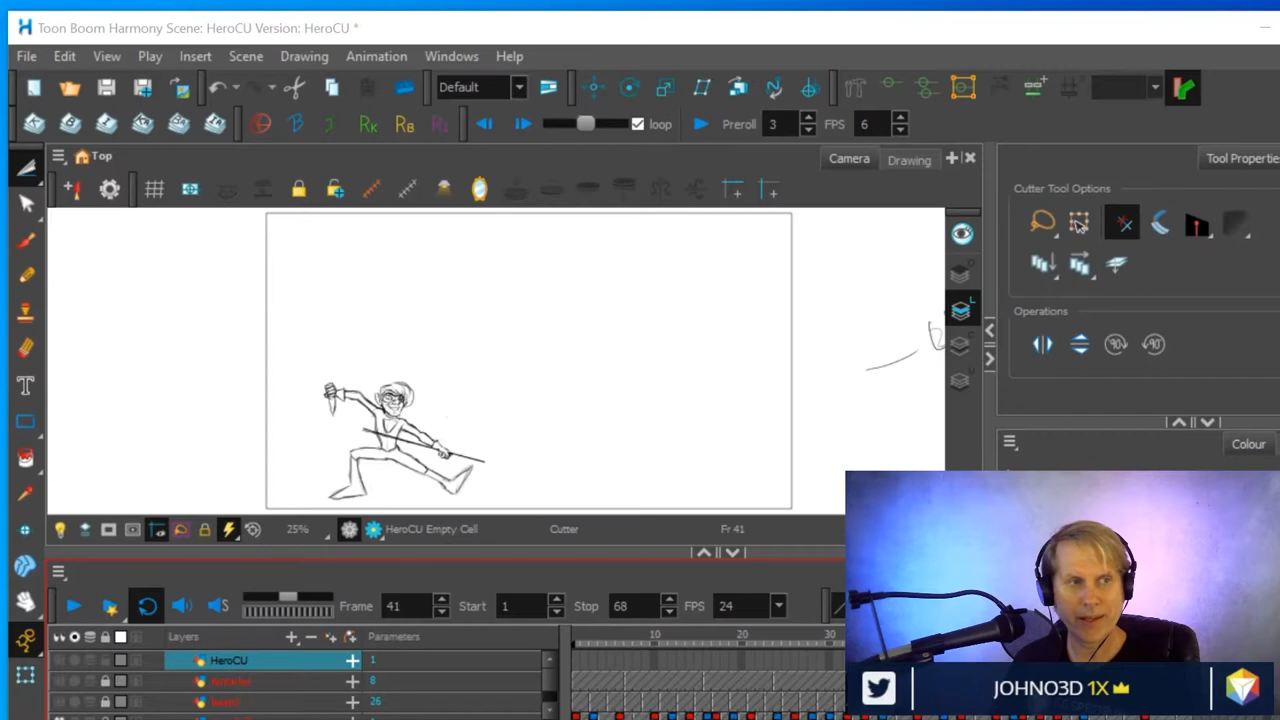 Toon Boom Harmony Scene: HeroCU Version: HeroCU *
File Edit View Play Insert Scene Drawing Animation Windows Help
Default
loop Preroll 3 FPS 6
Top Camera Drawing Tool Properties
Cutter Tool Options
Operations
Colour
25% HeroCU Empty Cell Cutter Fr 41
Frame 41 Start 1 Stop 68 FPS 24
Layers Parameters 10 20 30
HeroCU 1
8
26
JOHNO3D 1X